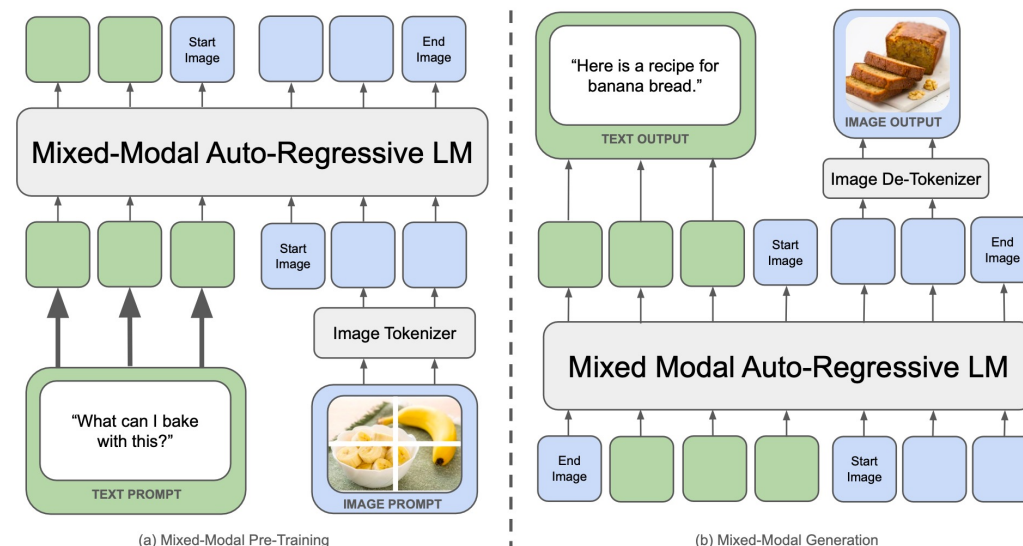 Start
Image
End
Image
Mixed-Modal Auto-Regressive LM
Start
Image
Image Tokenizer
“What can I bake
with this?”
TEXT PROMPT
IMAGE PROMPT
(a) Mixed-Modal Pre-Training
“Here is a recipe for
banana bread.”
TEXT OUTPUT
IMAGE OUTPUT
Image De-Tokenizer
Start
Image
End
Image
Mixed Modal Auto-Regressive LM
End
Image
Start
Image
(b) Mixed-Modal Generation